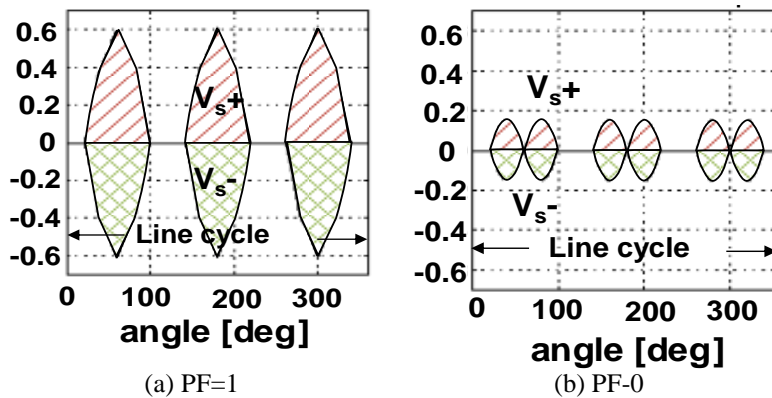 0.6
0.4
0.2
0
-0.2
-0.4
-0.6
Vs+
Vs-
Line cycle
0 100 200 300
angle [deg]
(a) PF=1
0.6
0.4
0.2
0
-0.2
-0.4
-0.6
Vs+
Vs-
Line cycle
0 100 200 300
angle [deg]
(b) PF-0